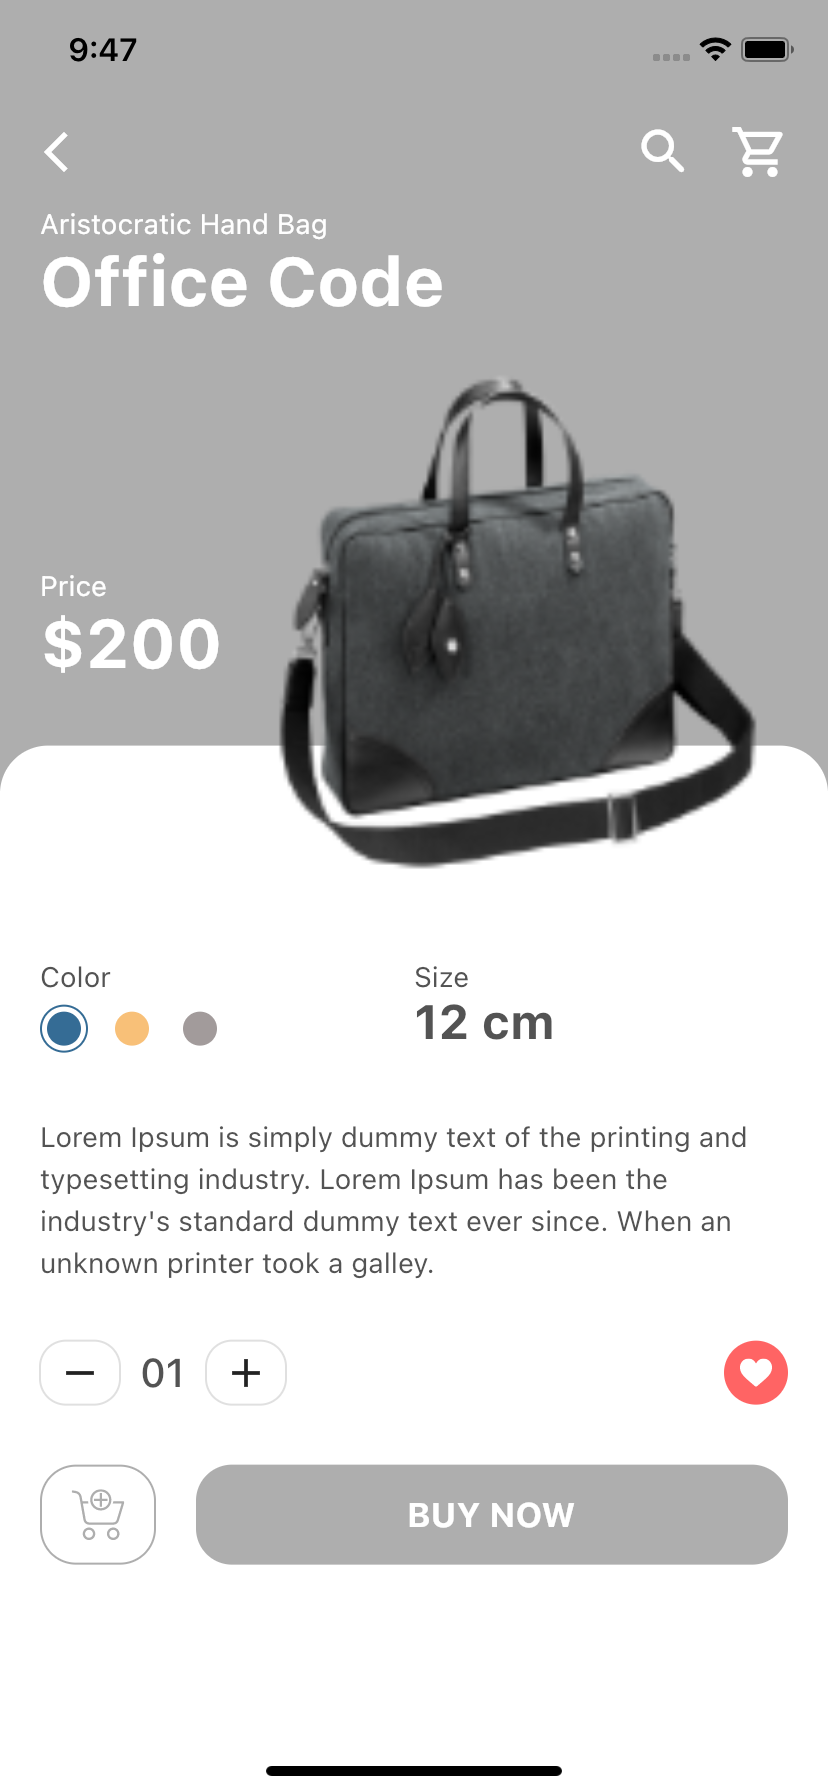 9:47
Aristocratic Hand Bag
Office Code
Price
$200
Color
Size
12 cm
Lorem Ipsum is simply dummy text of the printing and
typesetting industry. Lorem Ipsum has been the
industry's standard dummy text ever since. When an
unknown printer took a galley.
01
BUY NOW